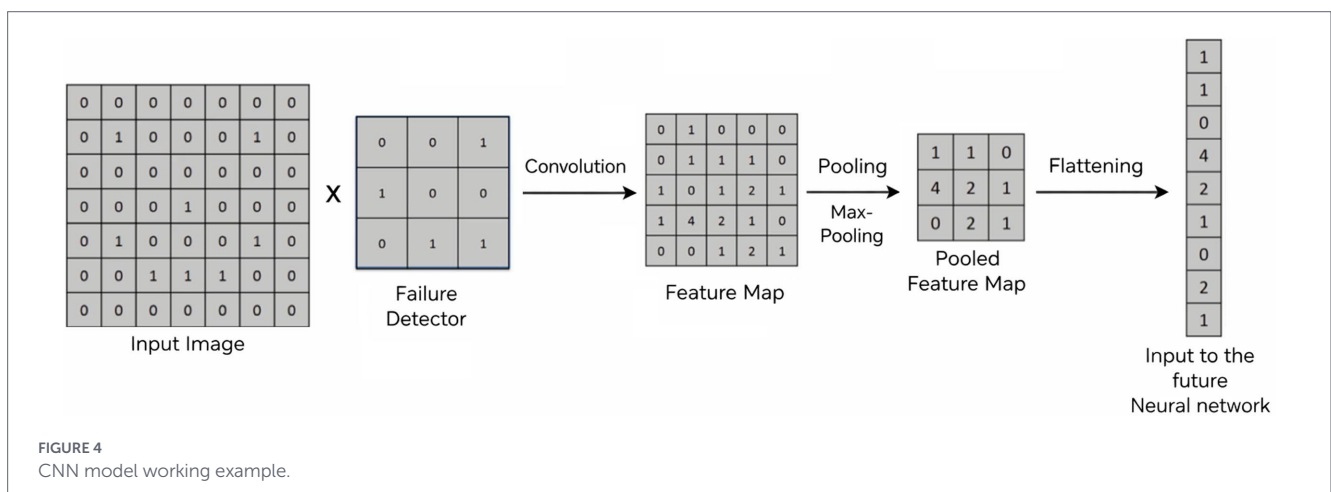 0 0 0 0 0 0 0
0 1 0 0 0 1 0
0 0 0 0 0 0 0
0 0 0 1 0 0 0
0 1 0 0 0 1 0
0 0 1 1 1 0 0
0 0 0 0 0 0 0
Input Image
X
0 0 1
1 0 0
0 1 1
Failure
Detector
Convolution
0 1 0 0 0
0 1 1 1 0
1 0 1 2 1
1 4 2 1 0
0 0 1 2 1
Feature Map
Pooling
Max-
Pooling
1 1 0
4 2 1
0 2 1
Pooled
Feature Map
Flattening
1
1
0
4
2
1
0
2
1
Input to the
future
Neural network
FIGURE 4
CNN model working example.